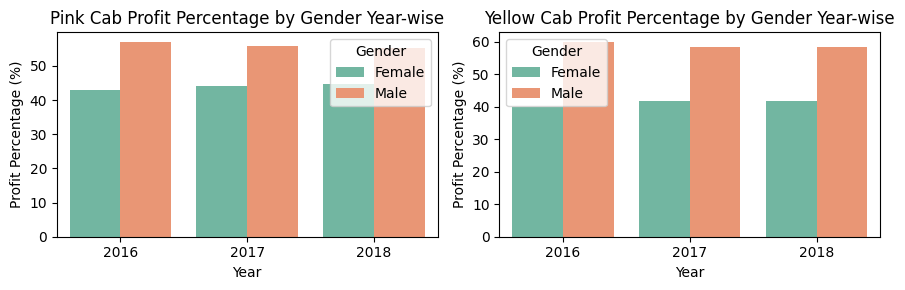 Pink Cab Profit Percentage by Gender Year-wise
Profit Percentage (%)
50
40
30
20
10
0
Gender
Female
Male
2016 2017 2018
Year
Yellow Cab Profit Percentage by Gender Year-wise
Profit Percentage (%)
60
50
40
30
20
10
0
Gender
Female
Male
2016 2017 2018
Year